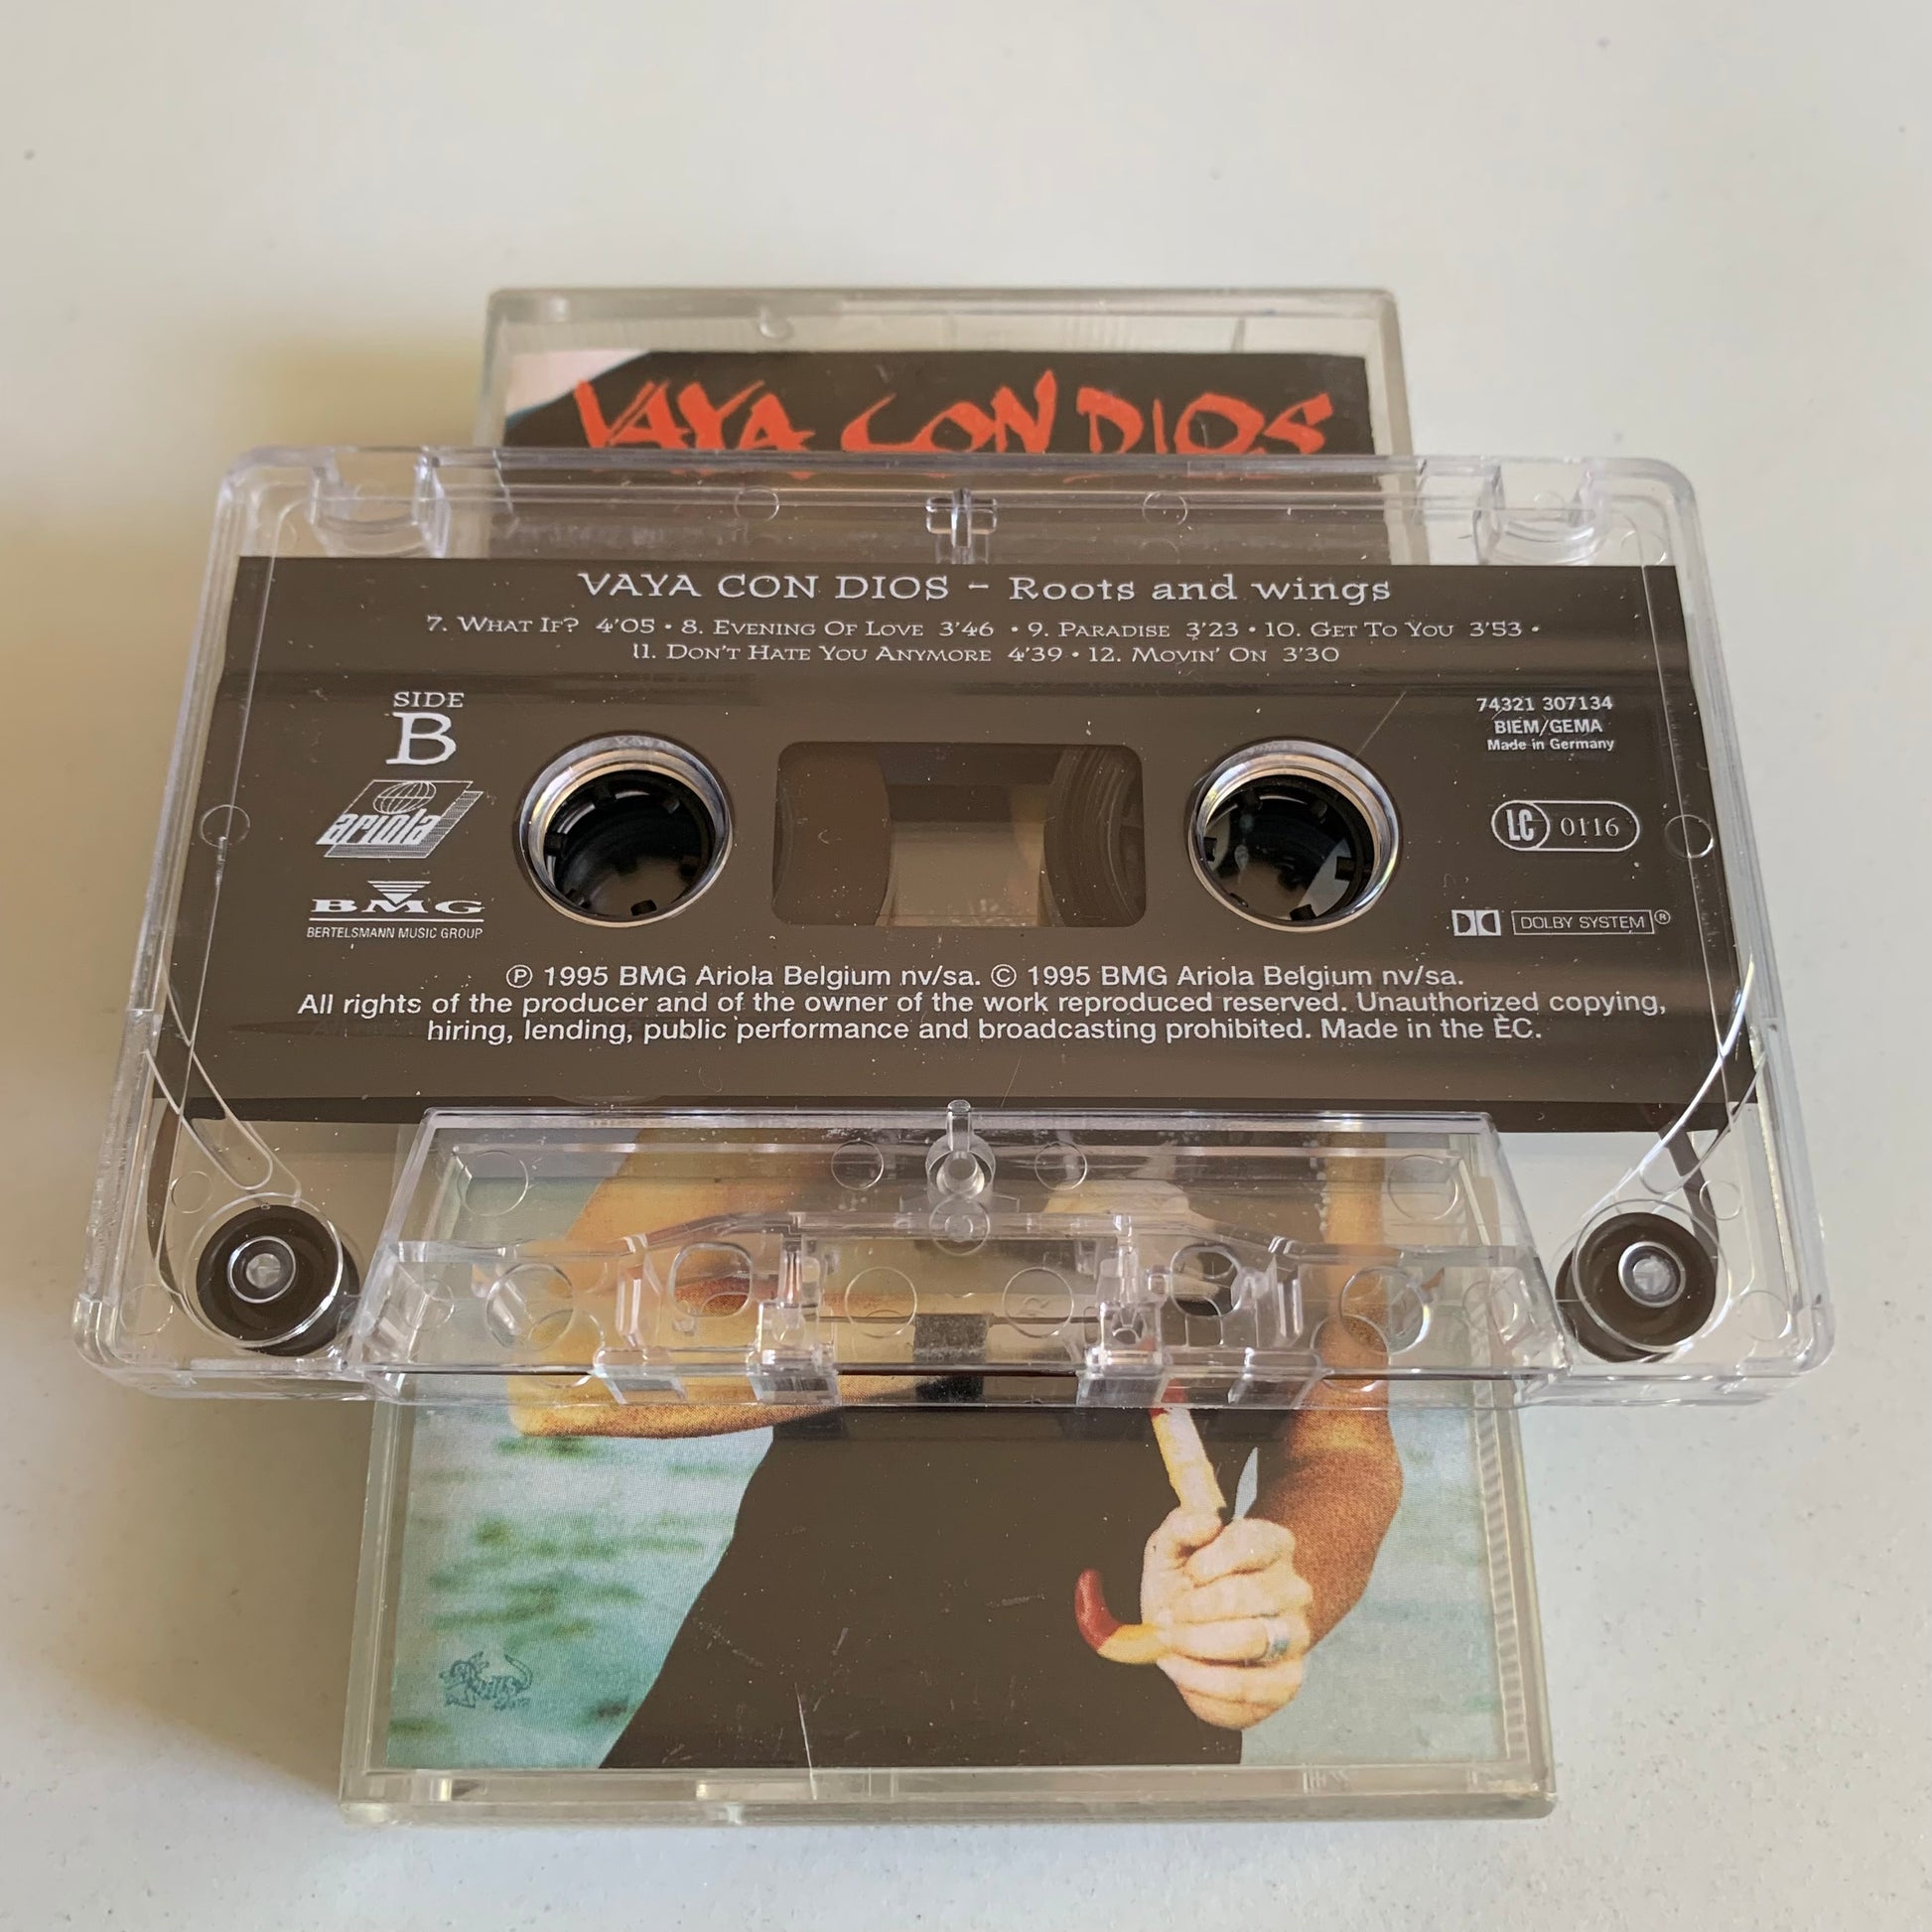 VAYA CON DIOS
VAYA CON DIOS – Roots and wings
7. What If? 4'05 • 8. Evening Of Love 3'46 • 9. Paradise 3'23 • 10. Get To You 3'53 •
11. Don't Hate You Anymore 4'39 • 12. Movin' On 3'30
SIDE
B
ariola
BMG
BERTELSMANN MUSIC GROUP
74321 307134
BIEM/GEMA
Made in Germany
LC 0116
DOLBY SYSTEM®
℗ 1995 BMG Ariola Belgium nv/sa. © 1995 BMG Ariola Belgium nv/sa.
All rights of the producer and of the owner of the work reproduced reserved. Unauthorized copying,
hiring, lending, public performance and broadcasting prohibited. Made in the EC.